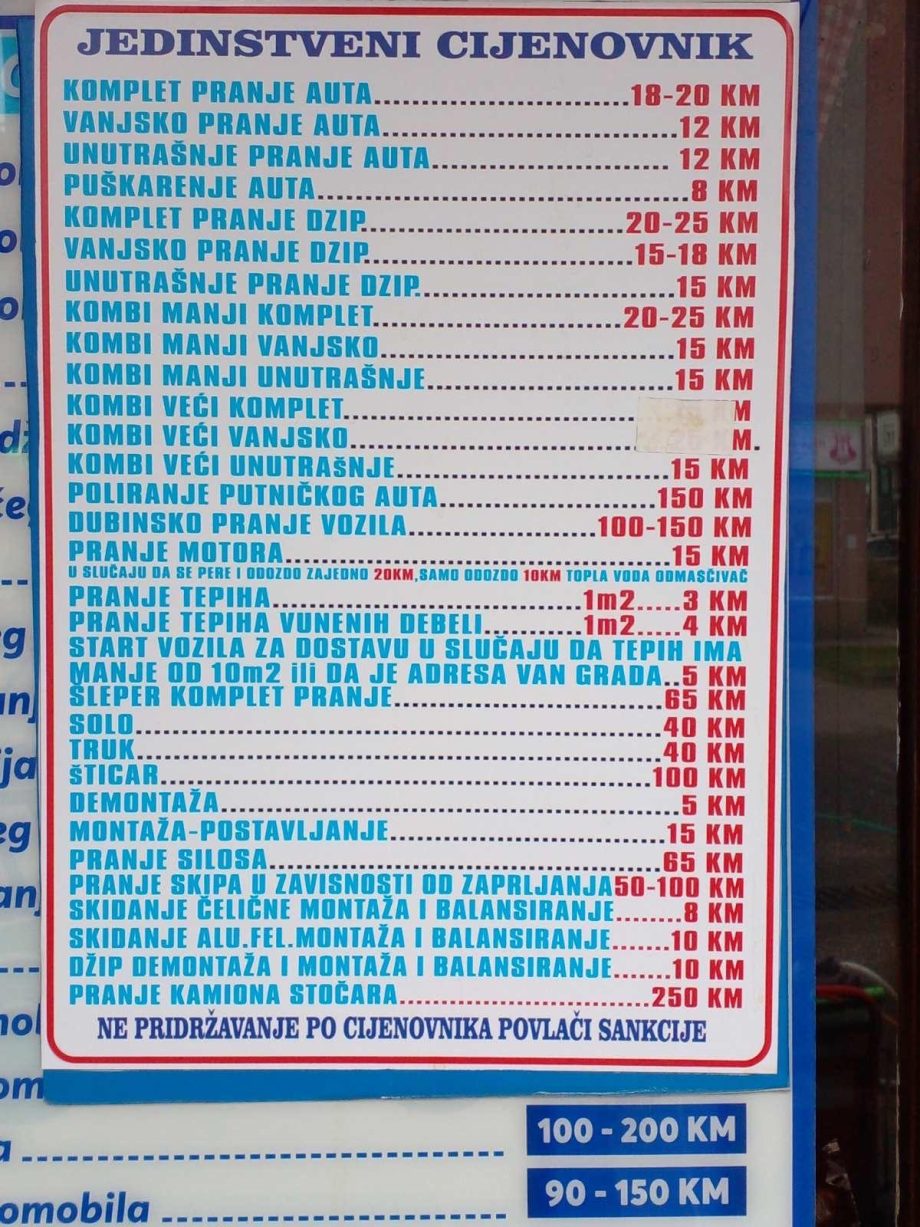 JEDINSTVENI CIJENOVNIK
KOMPLET PRANJE AUTA 18-20 KM
VANJSKO PRANJE AUTA 12 KM
UNUTRAŠNJE PRANJE AUTA 12 KM
PUŠKARENJE AUTA 8 KM
KOMPLET PRANJE DZIP 20-25 KM
VANJSKO PRANJE DZIP 15-18 KM
UNUTRAŠNJE PRANJE DZIP 15 KM
KOMBI MANJI KOMPLET 20-25 KM
KOMBI MANJI VANJSKO 15 KM
KOMBI MANJI UNUTRAŠNJE 15 KM
KOMBI VEĆI KOMPLET
KOMBI VEĆI VANJSKO
KOMBI VEĆI UNUTRAšNJE 15 KM
POLIRANJE PUTNIČKOG AUTA 150 KM
DUBINSKO PRANJE VOZILA 100-150 KM
PRANJE MOTORA 15 KM
U SLUČAJU DA SE PERE I ODOZDO ZAJEDNO 20KM, SAMO ODOZDO 10KM TOPLA VODA ODMAŠĆIVAČ
PRANJE TEPIHA 1m2.....3 KM
PRANJE TEPIHA VUNENIH DEBELI 1m2.....4 KM
START VOZILA ZA DOSTAVU U SLUČAJU DA TEPIH IMA
MANJE OD 10m2 ili DA JE ADRESA VAN GRADA..5 KM
ŠLEPER KOMPLET PRANJE 65 KM
SOLO 40 KM
TRUK 40 KM
ŠTICAR 100 KM
DEMONTAŽA 5 KM
MONTAŽA-POSTAVLJANJE 15 KM
PRANJE SILOSA 65 KM
PRANJE SKIPA U ZAVISNOSTI OD ZAPRLJANJA 50-100 KM
SKIDANJE ČELIČNE MONTAŽA I BALANSIRANJE 8 KM
SKIDANJE ALU.FEL.MONTAŽA I BALANSIRANJE 10 KM
DŽIP DEMONTAŽA I MONTAŽA I BALANSIRANJE 10 KM
PRANJE KAMIONA STOČARA 250 KM
NE PRIDRŽAVANJE PO CIJENOVNIKA POVLAČI SANKCIJE
100 - 200 KM
90 - 150 KM